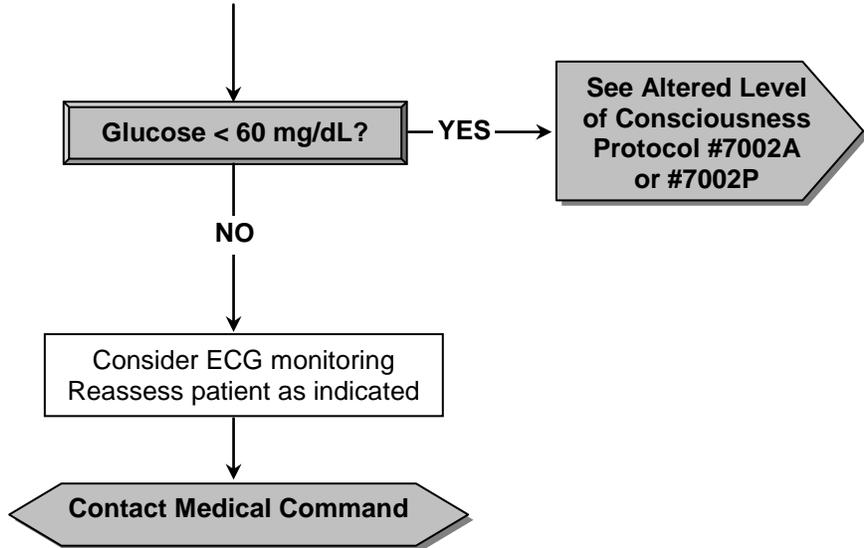 Glucose < 60 mg/dL?
YES
See Altered Level
of Consciousness
Protocol #7002A
or #7002P
NO
Consider ECG monitoring
Reassess patient as indicated
Contact Medical Command